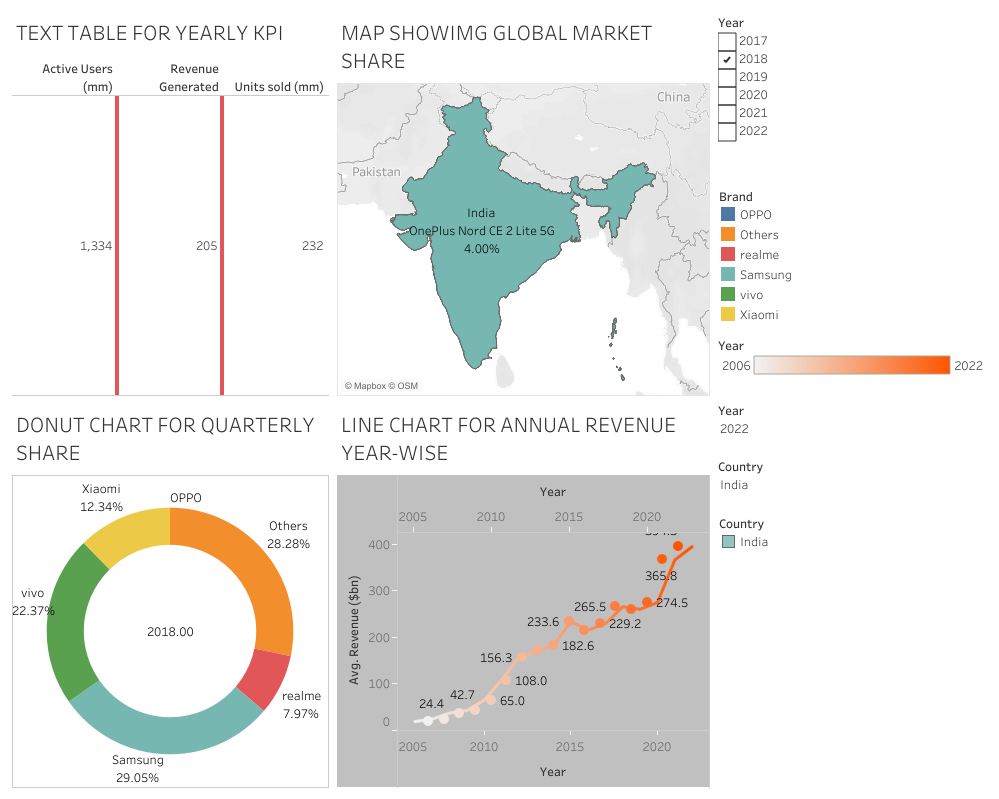 TEXT TABLE FOR YEARLY KPI
Active Users
(mm)
Revenue
Generated
Units sold (mm)
1,334
205
232
MAP SHOWIMG GLOBAL MARKET
SHARE
China
Pakistan
India
OnePlus Nord CE 2 Lite 5G
4.00%
© Mapbox © OSM
Year
2017
2018
2019
2020
2021
2022
Brand
OPPO
Others
realme
Samsung
vivo
Xiaomi
Year
2006
2022
Year
2022
Country
India
Country
India
DONUT CHART FOR QUARTERLY
SHARE
Xiaomi
12.34%
OPPO
Others
28.28%
vivo
22.37%
2018.00
realme
7.97%
Samsung
29.05%
LINE CHART FOR ANNUAL REVENUE
YEAR-WISE
Year
2005
2010
2015
2020
Avg. Revenue ($bn)
400
300
200
100
0
365.8
265.5
274.5
233.6
229.2
182.6
156.3
108.0
42.7
24.4
65.0
2005
2010
2015
2020
Year